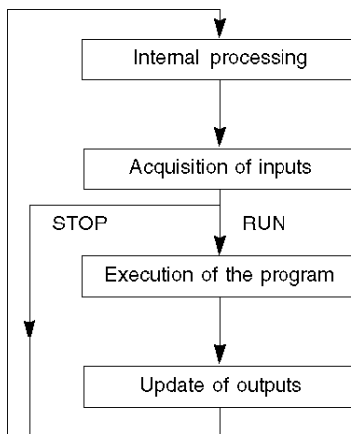 Internal processing
Acquisition of inputs
STOP
RUN
Execution of the program
Update of outputs